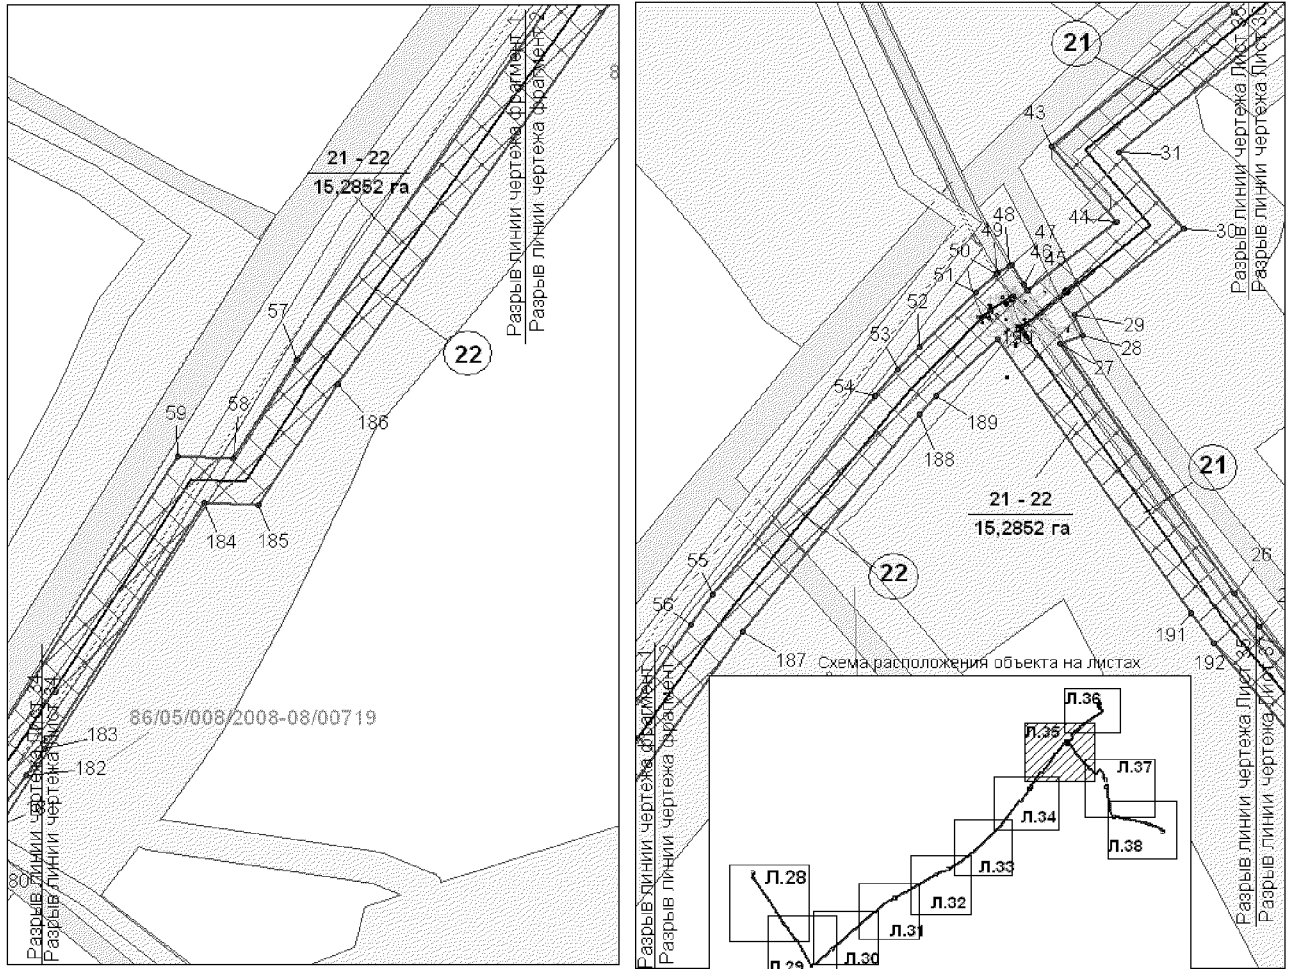 Разрыв линии чертежа фрагмент 1
Разрыв линии чертежа фрагмент 2
8
21 - 22
15,2852 га
57
22
59
58
186
184
185
86/05/008/2008-08/00719
183
182
80
Разрыв линии чертежа Лист 34
Разрыв линии чертежа Лист 34
21
43
31
Разрыв линии чертежа Лист 35
Разрыв линии чертежа Лист 36
44
30
48
49
47
46
45
50
51
52
53
54
29
28
27
189
188
21
21 - 22
15,2852 га
22
26
55
56
191
192
187
Схема расположения объекта на листах
Разрыв линии чертежа фрагмент 1
Разрыв линии чертежа фрагмент 2
Разрыв линии чертежа Лист 35
Разрыв линии чертежа Лист 37
Л.36
Л.35
Л.37
Л.34
Л.38
Л.33
Л.28
Л.32
Л.31
Л.30
Л.29